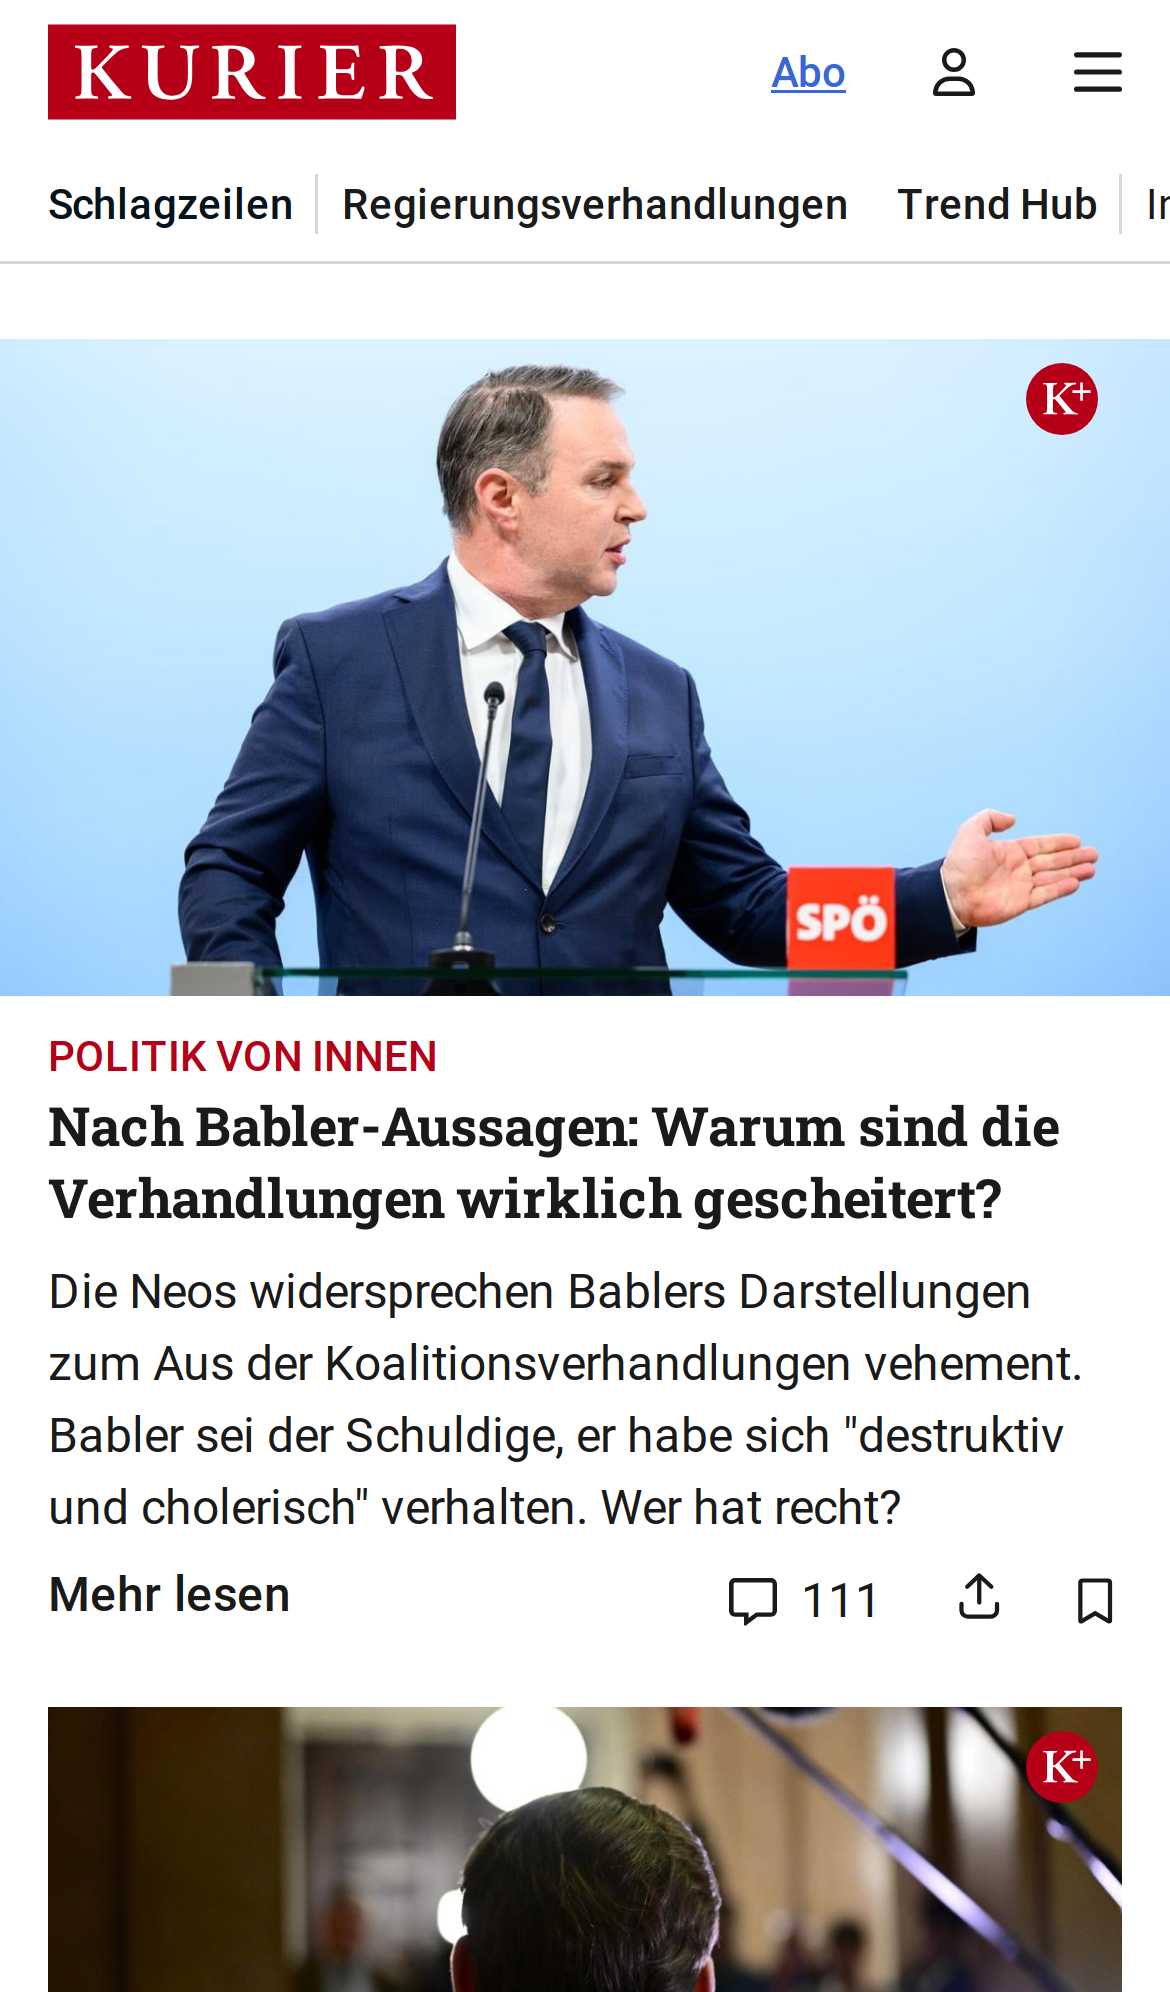 KURIER
Abo
Schlagzeilen
Regierungsverhandlungen
Trend Hub
K+
SPÖ
POLITIK VON INNEN
Nach Babler-Aussagen: Warum sind die
Verhandlungen wirklich gescheitert?
Die Neos widersprechen Bablers Darstellungen
zum Aus der Koalitionsverhandlungen vehement.
Babler sei der Schuldige, er habe sich "destruktiv
und cholerisch" verhalten. Wer hat recht?
Mehr lesen
111
K+